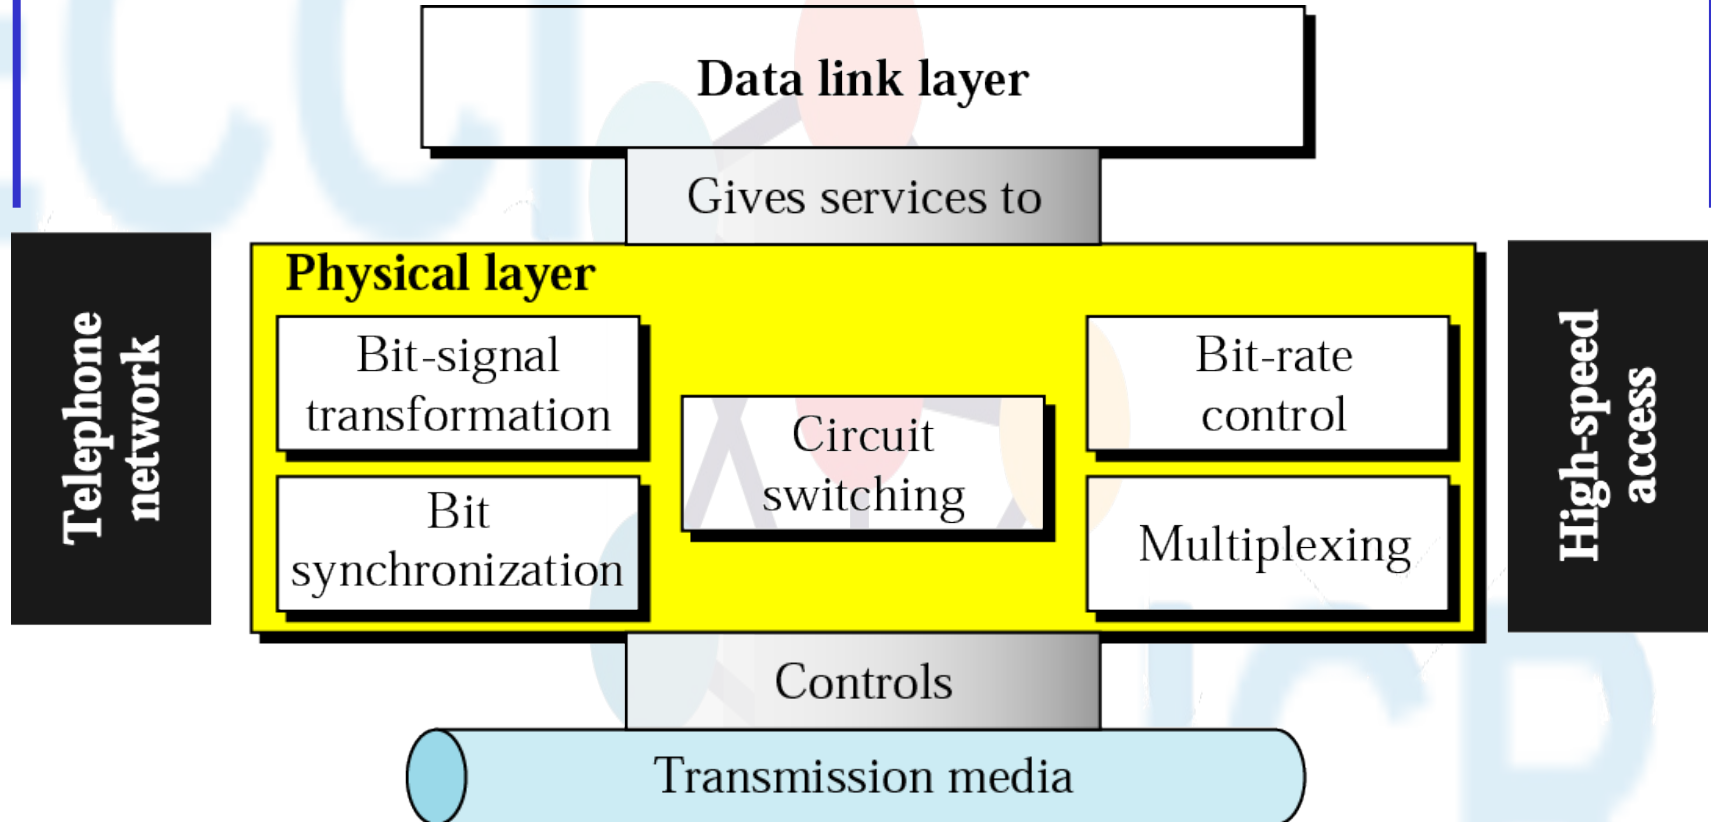 Data link layer
Gives services to
Physical layer
Telephone
network
Bit-signal
transformation
Bit
synchronization
Circuit
switching
Bit-rate
control
Multiplexing
High-speed
access
Controls
Transmission media